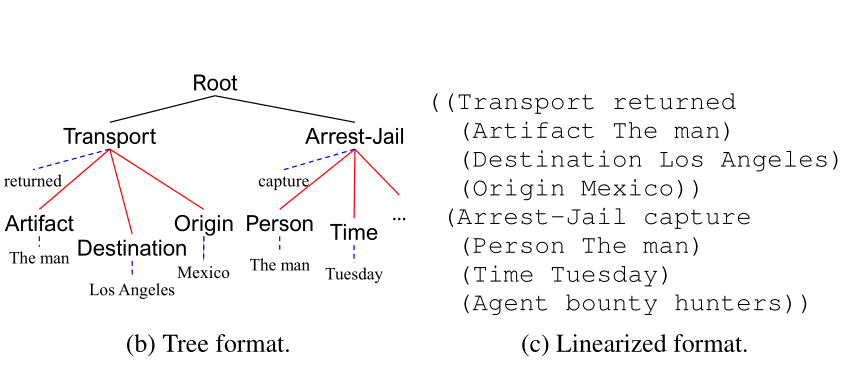 Root
Transport
Arrest-Jail
returned
capture
Artifact
Destination
Origin
Person
Time
...
The man
Los Angeles
Mexico
The man
Tuesday
(b) Tree format.
((Transport returned
(Artifact The man)
(Destination Los Angeles)
(Origin Mexico))
(Arrest-Jail capture
(Person The man)
(Time Tuesday)
(Agent bounty hunters))
(c) Linearized format.